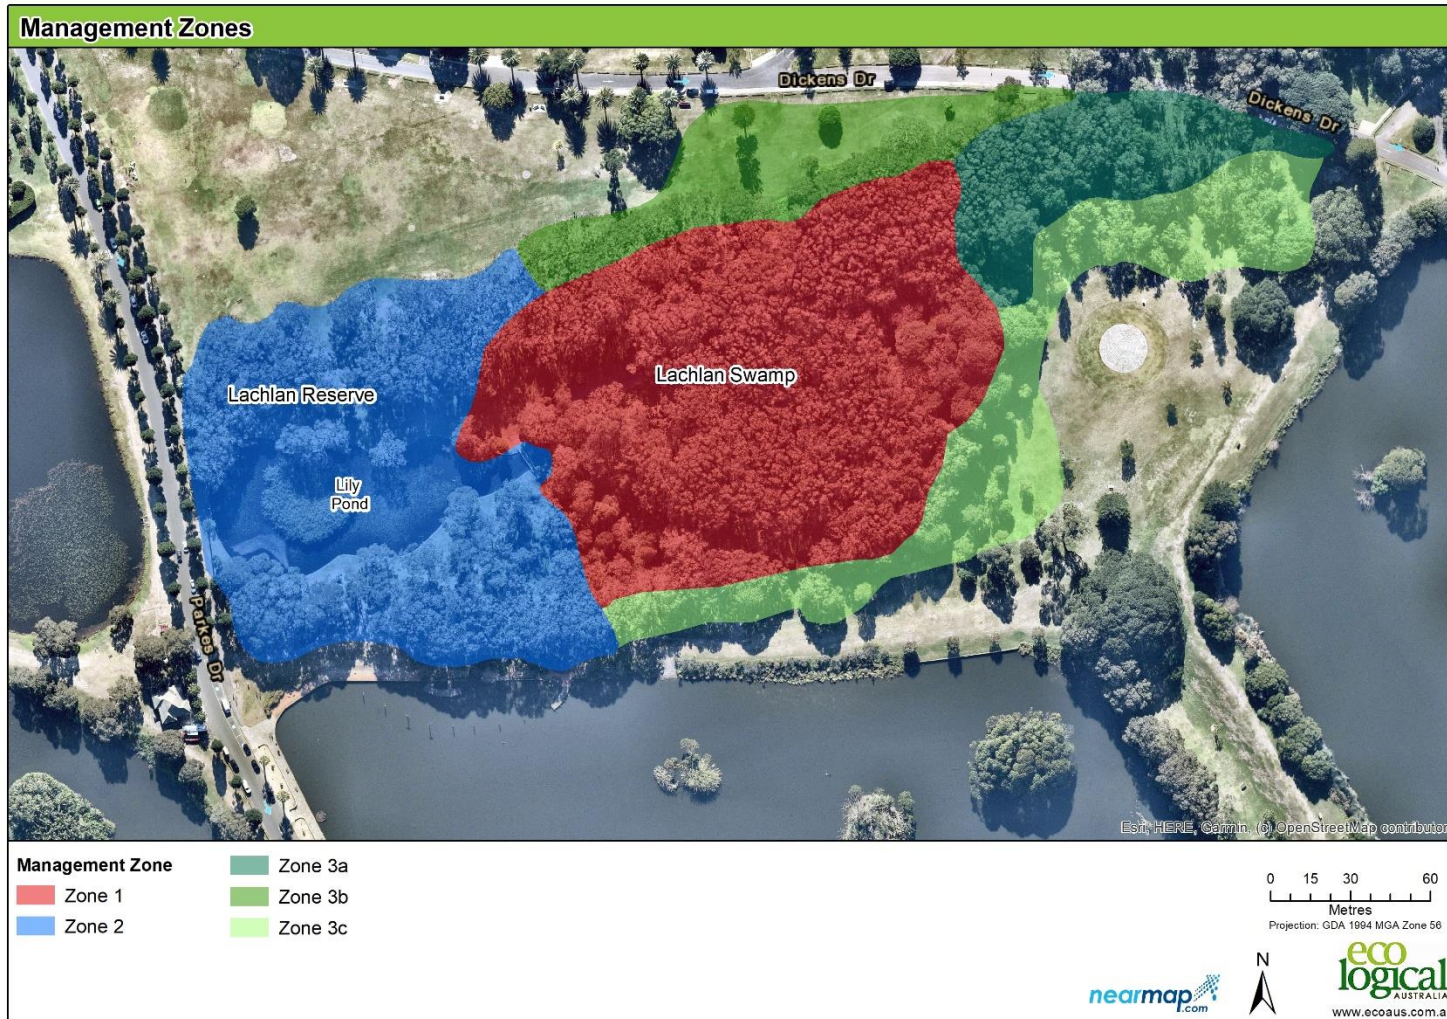 Management Zones
Dickens Dr
Dickens Dr
Lachlan Reserve
Lachlan Swamp
Lily
Pond
Parkes Dr
Esri, HERE, Garmin, (c) OpenStreetMap contributor
Management Zone
Zone 1
Zone 2
Zone 3a
Zone 3b
Zone 3c
0 15 30 60
Metres
Projection: GDA 1994 MGA Zone 56
N
nearmap
.com
eco
logical
AUSTRALIA
www.ecoaus.com.a